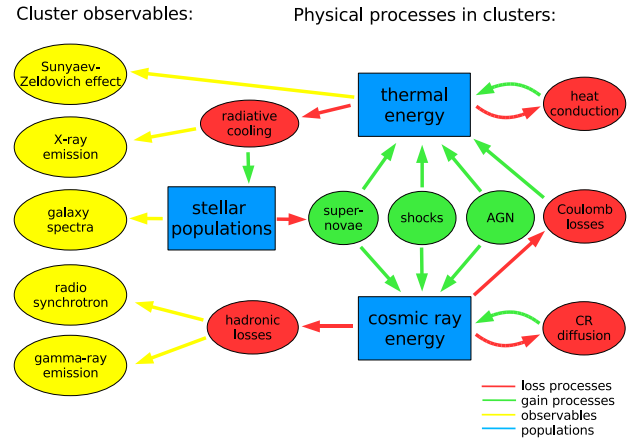 Cluster observables:
Physical processes in clusters:
Sunyaev-
Zeldovich effect
thermal
energy
heat
conduction
radiative
cooling
X-ray
emission
stellar
populations
galaxy
spectra
super-
novae
shocks
AGN
Coulomb
losses
radio
synchrotron
hadronic
losses
cosmic ray
energy
CR
diffusion
gamma-ray
emission
loss processes
gain processes
observables
populations